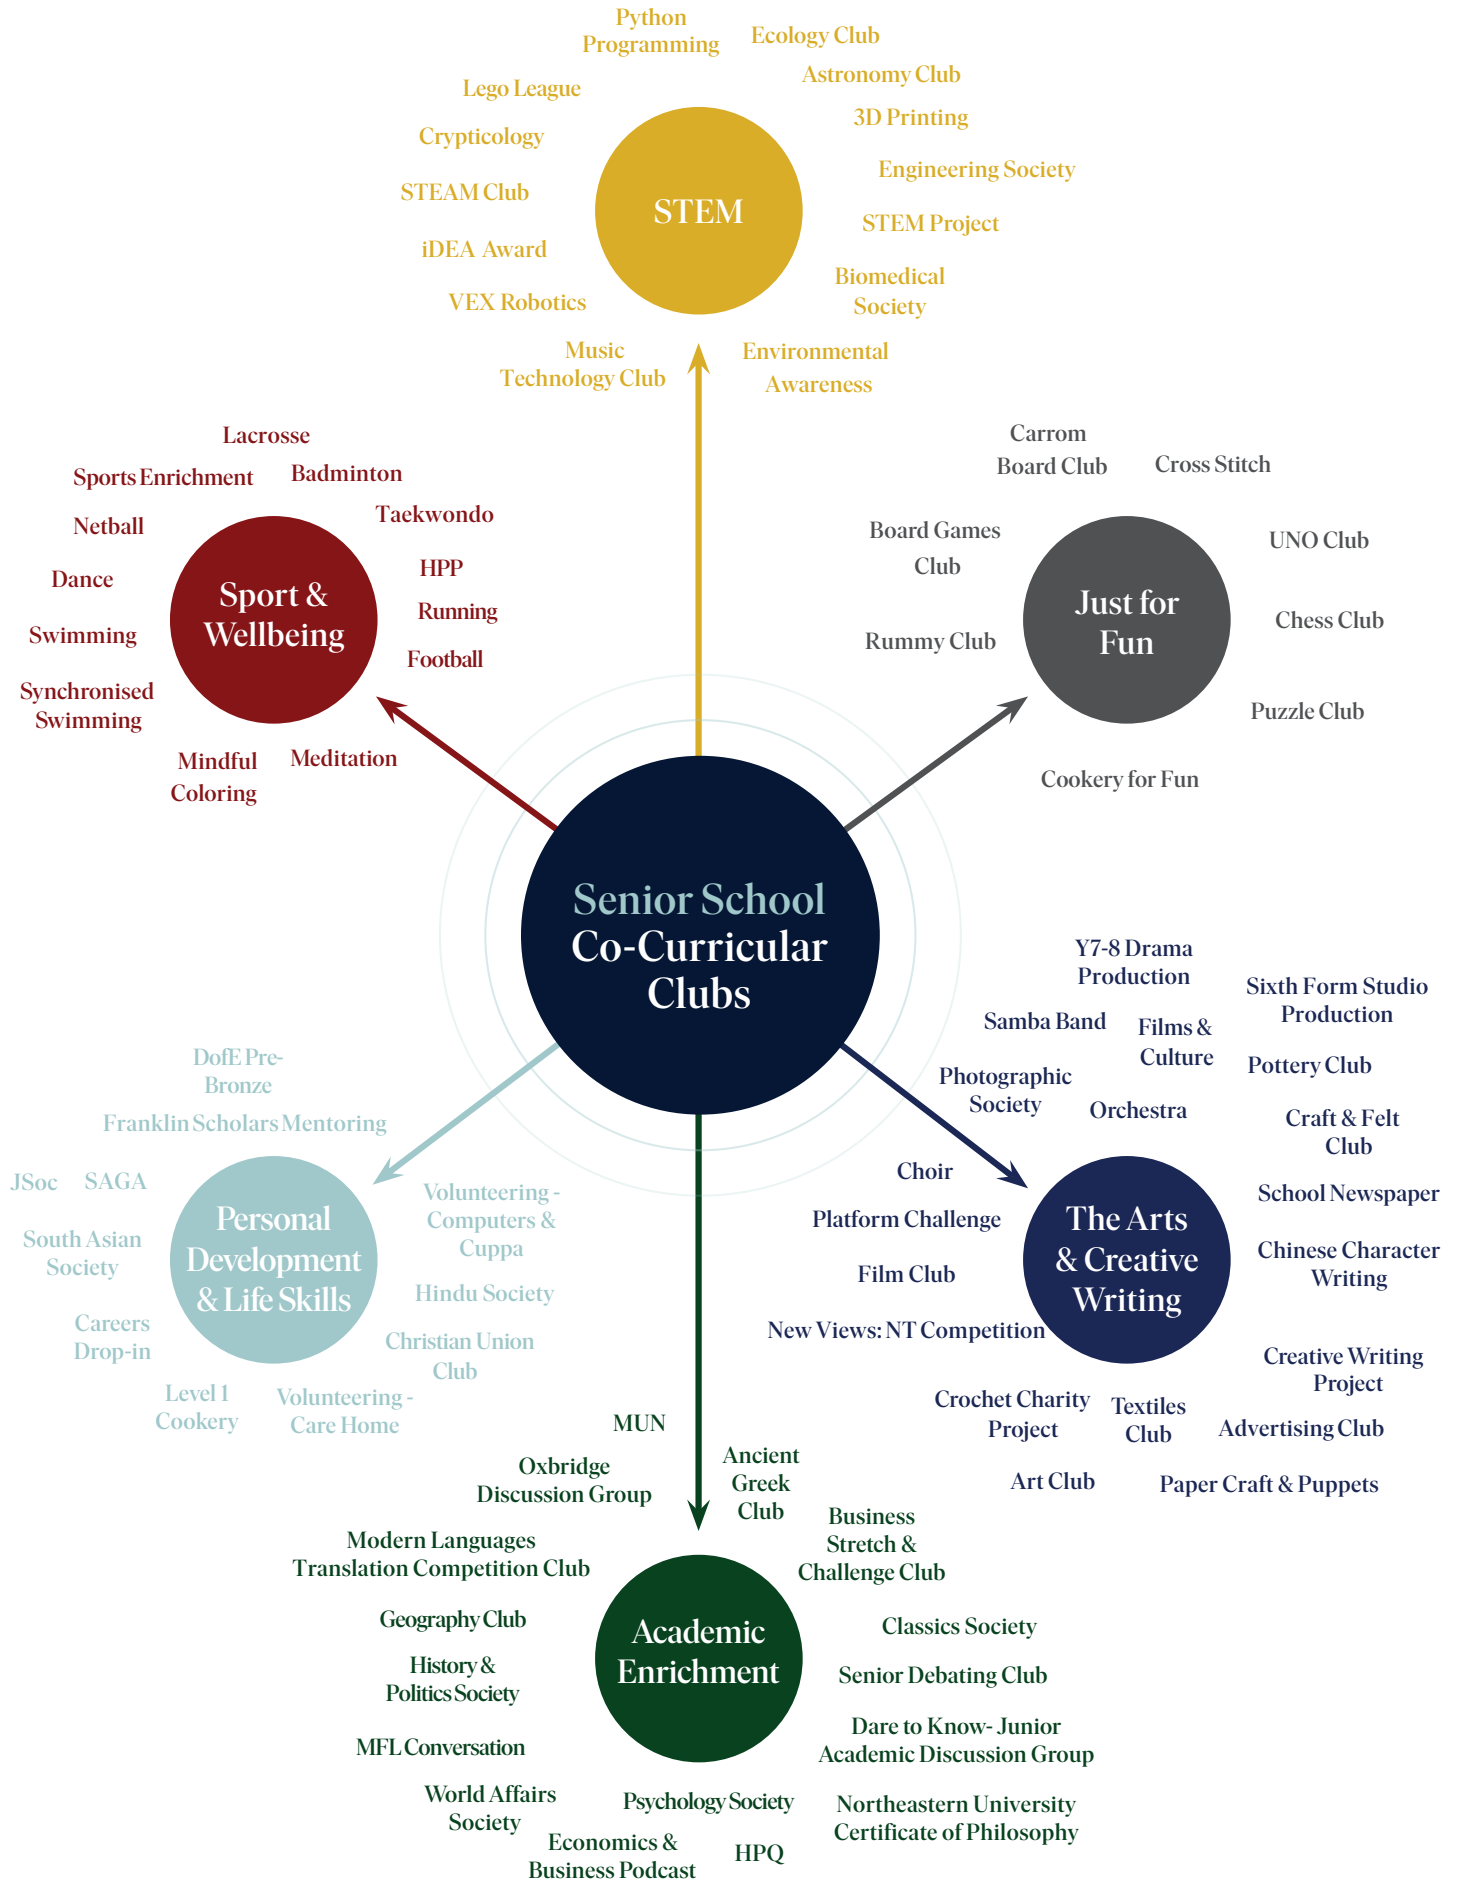 Python
Programming
Ecology Club
Astronomy Club
Lego League
3D Printing
Crypticology
Engineering Society
STEAM Club
STEM
STEM Project
iDEA Award
Biomedical
Society
VEX Robotics
Music
Technology Club
Environmental
Awareness
Lacrosse
Sports Enrichment
Badminton
Netball
Taekwondo
Dance
HPP
Sport &
Wellbeing
Running
Swimming
Football
Synchronised
Swimming
Mindful
Coloring
Meditation
Carrom
Board Club
Cross Stitch
Board Games
Club
UNO Club
Just for
Fun
Chess Club
Rummy Club
Puzzle Club
Cookery for Fun
Senior School
Co-Curricular
Clubs
Y7-8 Drama
Production
Sixth Form Studio
Production
Samba Band
Films &
Culture
Pottery Club
Photographic
Society
Orchestra
Craft & Felt
Club
Choir
School Newspaper
Platform Challenge
The Arts
& Creative
Writing
Chinese Character
Writing
Film Club
New Views: NT Competition
Creative Writing
Project
Crochet Charity
Project
Textiles
Club
Advertising Club
Art Club
Paper Craft & Puppets
DofE Pre-
Bronze
Franklin Scholars Mentoring
JSoc
SAGA
Volunteering -
Computers &
Cuppa
South Asian
Society
Personal
Development
& Life Skills
Hindu Society
Careers
Drop-in
Christian Union
Club
Level 1
Cookery
Volunteering -
Care Home
MUN
Oxbridge
Discussion Group
Ancient
Greek
Club
Business
Stretch &
Challenge Club
Modern Languages
Translation Competition Club
Geography Club
Classics Society
Academic
Enrichment
History &
Politics Society
Senior Debating Club
MFL Conversation
Dare to Know- Junior
Academic Discussion Group
World Affairs
Society
Psychology Society
Northeastern University
Certificate of Philosophy
Economics &
Business Podcast
HPQ